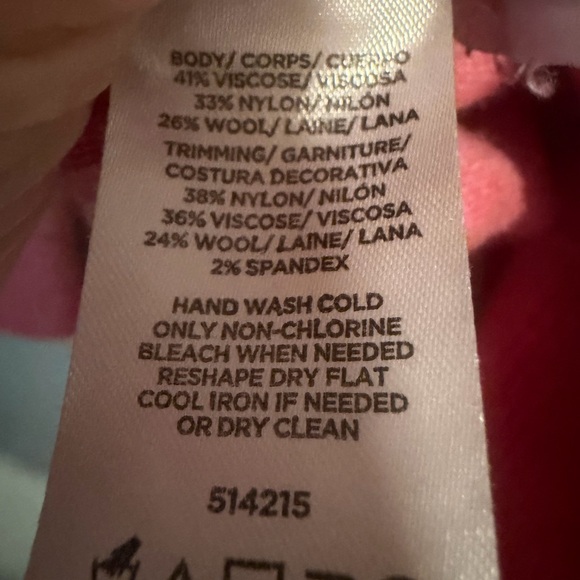 BODY/ CORPS/ CUERPO
41% VISCOSE/ VISCOSA
33% NYLON/ NILÓN
26% WOOL/ LAINE/ LANA
TRIMMING/ GARNITURE/
COSTURA DECORATIVA
38% NYLON/ NILÓN
36% VISCOSE/ VISCOSA
24% WOOL/ LAINE/ LANA
2% SPANDEX
HAND WASH COLD
ONLY NON-CHLORINE
BLEACH WHEN NEEDED
RESHAPE DRY FLAT
COOL IRON IF NEEDED
OR DRY CLEAN
514215